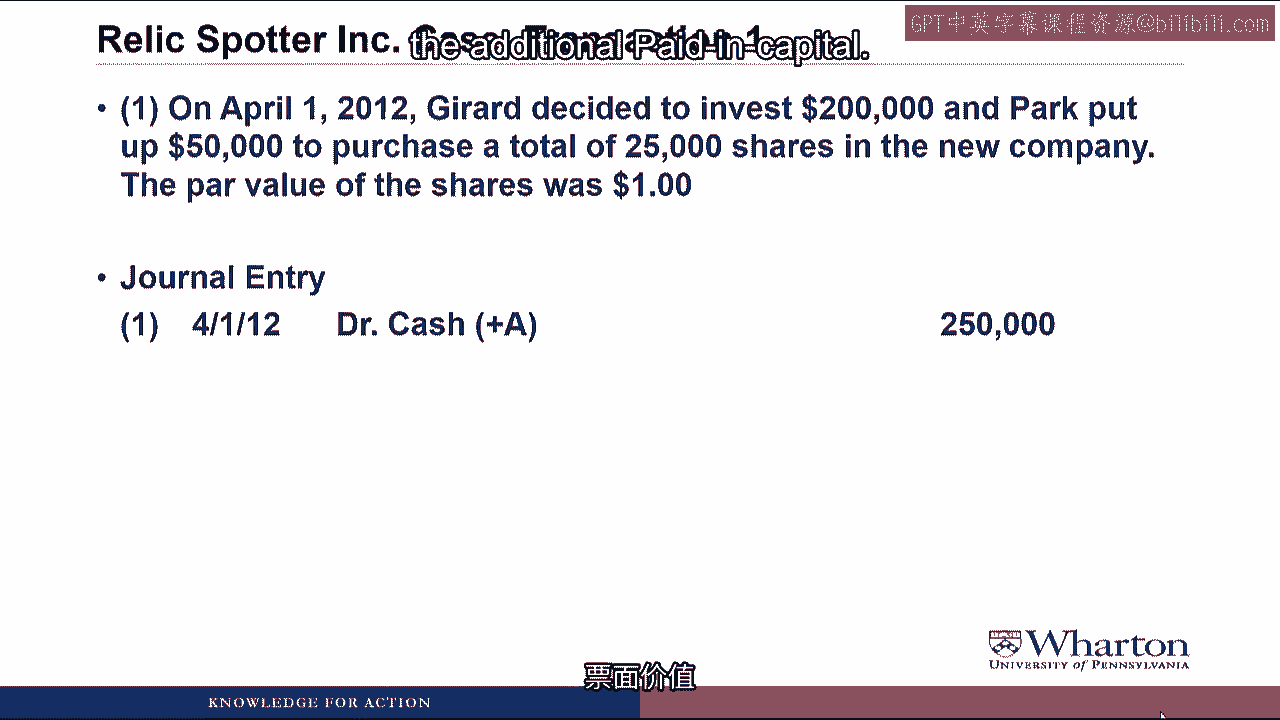 Relic Spotter Inc.
the additional Paid-in-capital.
GPT中英字幕课程资源@bilibili.com
• (1) On April 1, 2012, Girard decided to invest $200,000 and Park put
up $50,000 to purchase a total of 25,000 shares in the new company.
The par value of the shares was $1.00
• Journal Entry
(1) 4/1/12 Dr. Cash (+A) 250,000
Wharton
UNIVERSITY of PENNSYLVANIA
票面价值
KNOWLEDGE FOR ACTION